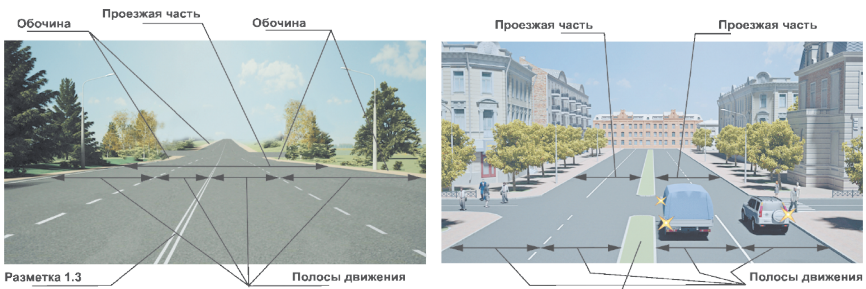 Обочина
Проезжая часть
Обочина
Разметка 1.3
Полосы движения
Проезжая часть
Проезжая часть
Полосы движения